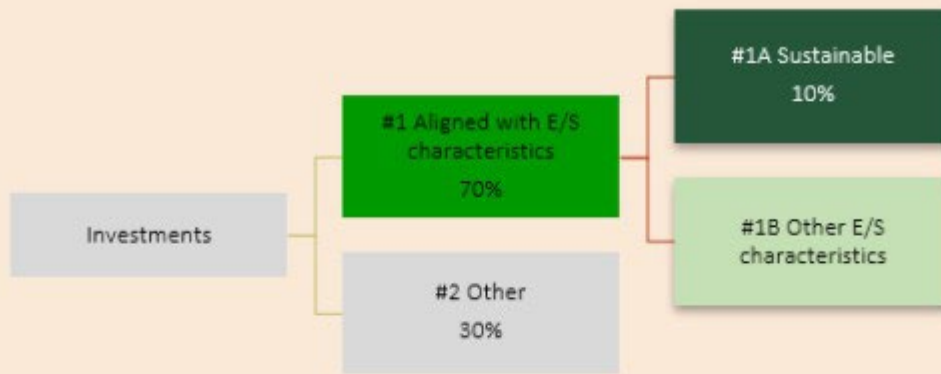 #1A Sustainable
10%
#1 Aligned with E/S
characteristics
70%
Investments
#1B Other E/S
characteristics
#2 Other
30%